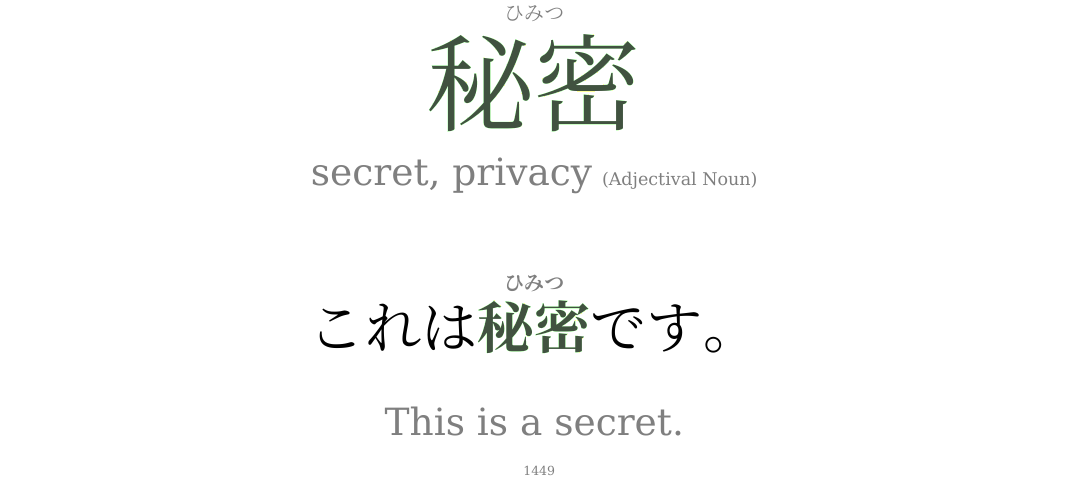 ひみつ
秘密
secret, privacy (Adjectival Noun)
ひみつ
これは秘密です。
This is a secret.
1449